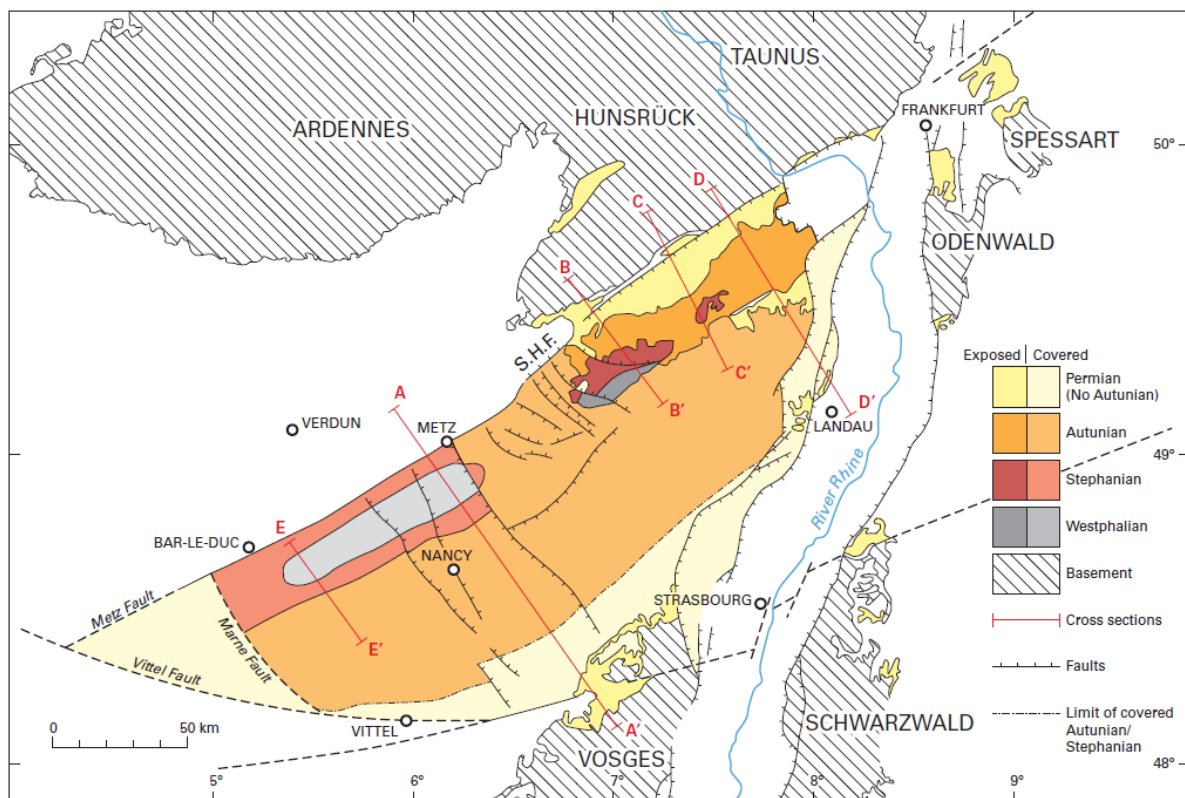 TAUNUS
FRANKFURT
HUNSRÜCK
ARDENNES
SPESSART
50°
D
C
ODENWALD
B
S.H.F.
Exposed Covered
Permian
(No Autunian)
A
C'
B'
D'
VERDUN
METZ
LANDAU
Autunian
49°
Stephanian
River Rhine
Westphalian
E
BAR-LE-DUC
NANCY
Basement
STRASBOURG
Metz Fault
Marne Fault
E'
Cross sections
Vittel Fault
Faults
0 50 km
VITTEL
A'
SCHWARZWALD
Limit of covered
Autunian/
Stephanian
VOSGES
48°
5° 6° 7° 8° 9°